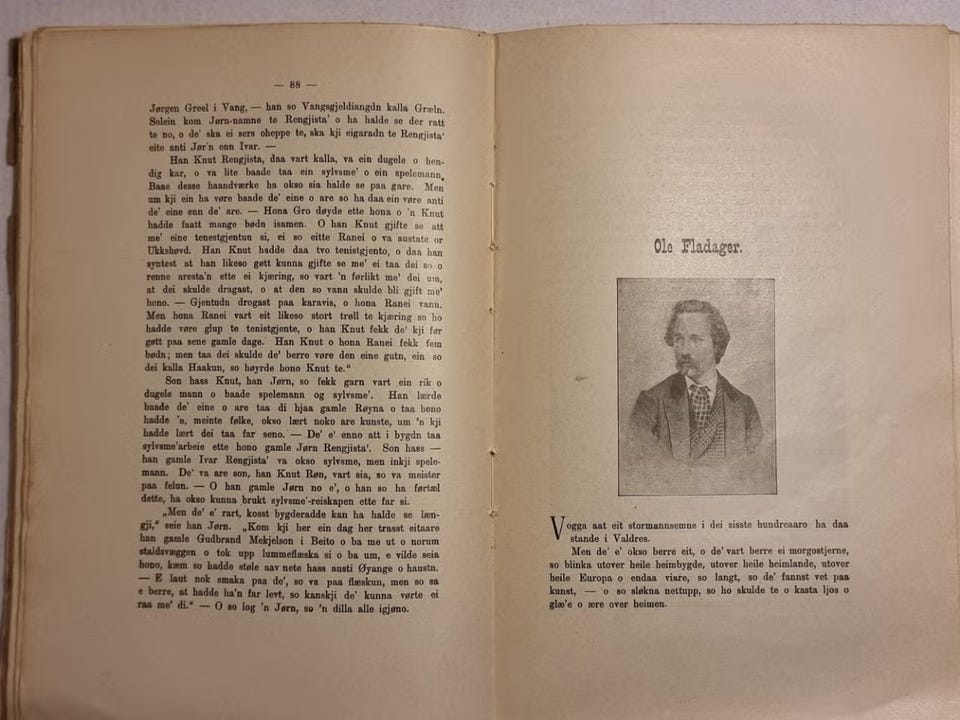 — 88 —
Jørgen Greel i Vang, — han so Vangsgjeldiangdn kalla Græln.
Solein kom Jørn-namne te Rengjista' o ha halde se der ratt
te no, o de' ska ei sers oheppe te, ska kji eigaradn te Rengjista'
eite anti Jør'n enn Ivar. —
Han Knut Rengista, daa vart kalla, va ein dugele o hen-
dig kar, o va lite baade taa ein sylvsme' o ein spelemann.
Baae desse haandværke ha okso sia halde se paa gare. Men
um kji ein ha være baade de' eine o are so ha daa ein være anti
de' eine enn de' are. — Hona Gro døyde ette hona o 'n Knut
hadde faatt mange bødn isamen. O han Knut gjifte se att
me' eine tenestgjentun si, ei so eitte Ranei o va austate or
Ukkshøvd. Han Knut hadde daa tvo tenistgjento, o daa han
syntest at han likeso gøtt kunna gjifte se me' ei taa dei so o
renne aresta'n ette ei kjæring, so vart 'n førlikt me' dei um,
at dei skulde dragast, o at den so vann skulde bli gjift me'
hono. — Gjentudn drogast paa karavis, o hona Ranei vann.
Men hona Ranei vart eit likeso stort trøll te kjæring so ho
hadde være glup te tenistgjente, o han Knut fekk de' kji før
gøtt paa sene gamle dage. Han Knut o hona Ranei fekk fem
bødn; men taa dei skulde de' berre være den eine gutn, ein so
dei kalla Haakun, so høyrde hono Knut te."
Son hass Knut, han Jørn, so fekk garn vart ein rik o
dugele mann o baade spelemann og sylvsme'. Han lærde
baade de' eine o are taa di hjaa gamle Røyna o taa hono
hadde 'n, meinte følke, okso lært noko are kunste, um 'n kji
hadde lært dei taa far seno. — De' e' enno att i bygdn taa
sylvsme'arbeie ette hono gamle Jørn Rengjista'. Son hass —
han gamle Ivar Rengjista' va okso sylvsme, men inkji spele-
mann. De' va are son, han Knut Røn, vart sia, so va meister
paa felun. — O han gamle Jørn no e', o han so ha førtæl
dette, ha okso kunna brukt sylvsme'-reiskapen ette far si.
„Men de' e' rart, kosst bygderadde kan ha halde se læn-
gji,“ seie han Jørn. „Kom kji her ein dag her trasst eitaare
han gamle Gudbrand Mekjelson i Beito o ba me ut o norum
staldsvæggen o tok upp lummeflæska si o ba um, e vilde seia
hono, kæm so hadde støle aav nete hass austi Øyange o haustn.
— E laut nok smaka paa de', so va paa flæskun, men so sa
e berre, at hadde ha'n far levt, so kanskji de' kunna vørte ei
raa me' di.“ — O so log 'n Jørn, so 'n dilla alle igjøno.
Ole Fladager.
Vogga aat eit stormannsemne i dei sisste hundreaaro ha daa
stande i Valdres.
Men de' e' okso berre eit, o de' vart berre ei morgostjerne,
so blinka utover heile heimbygde, utover heile heimlande, utover
heile Europa o endaa viare, so langt, so de' fannst vet paa
kunst, — o so sløkna nettupp, so ho skulde te o kasta ljos o
glæ'e o ære over heimen.